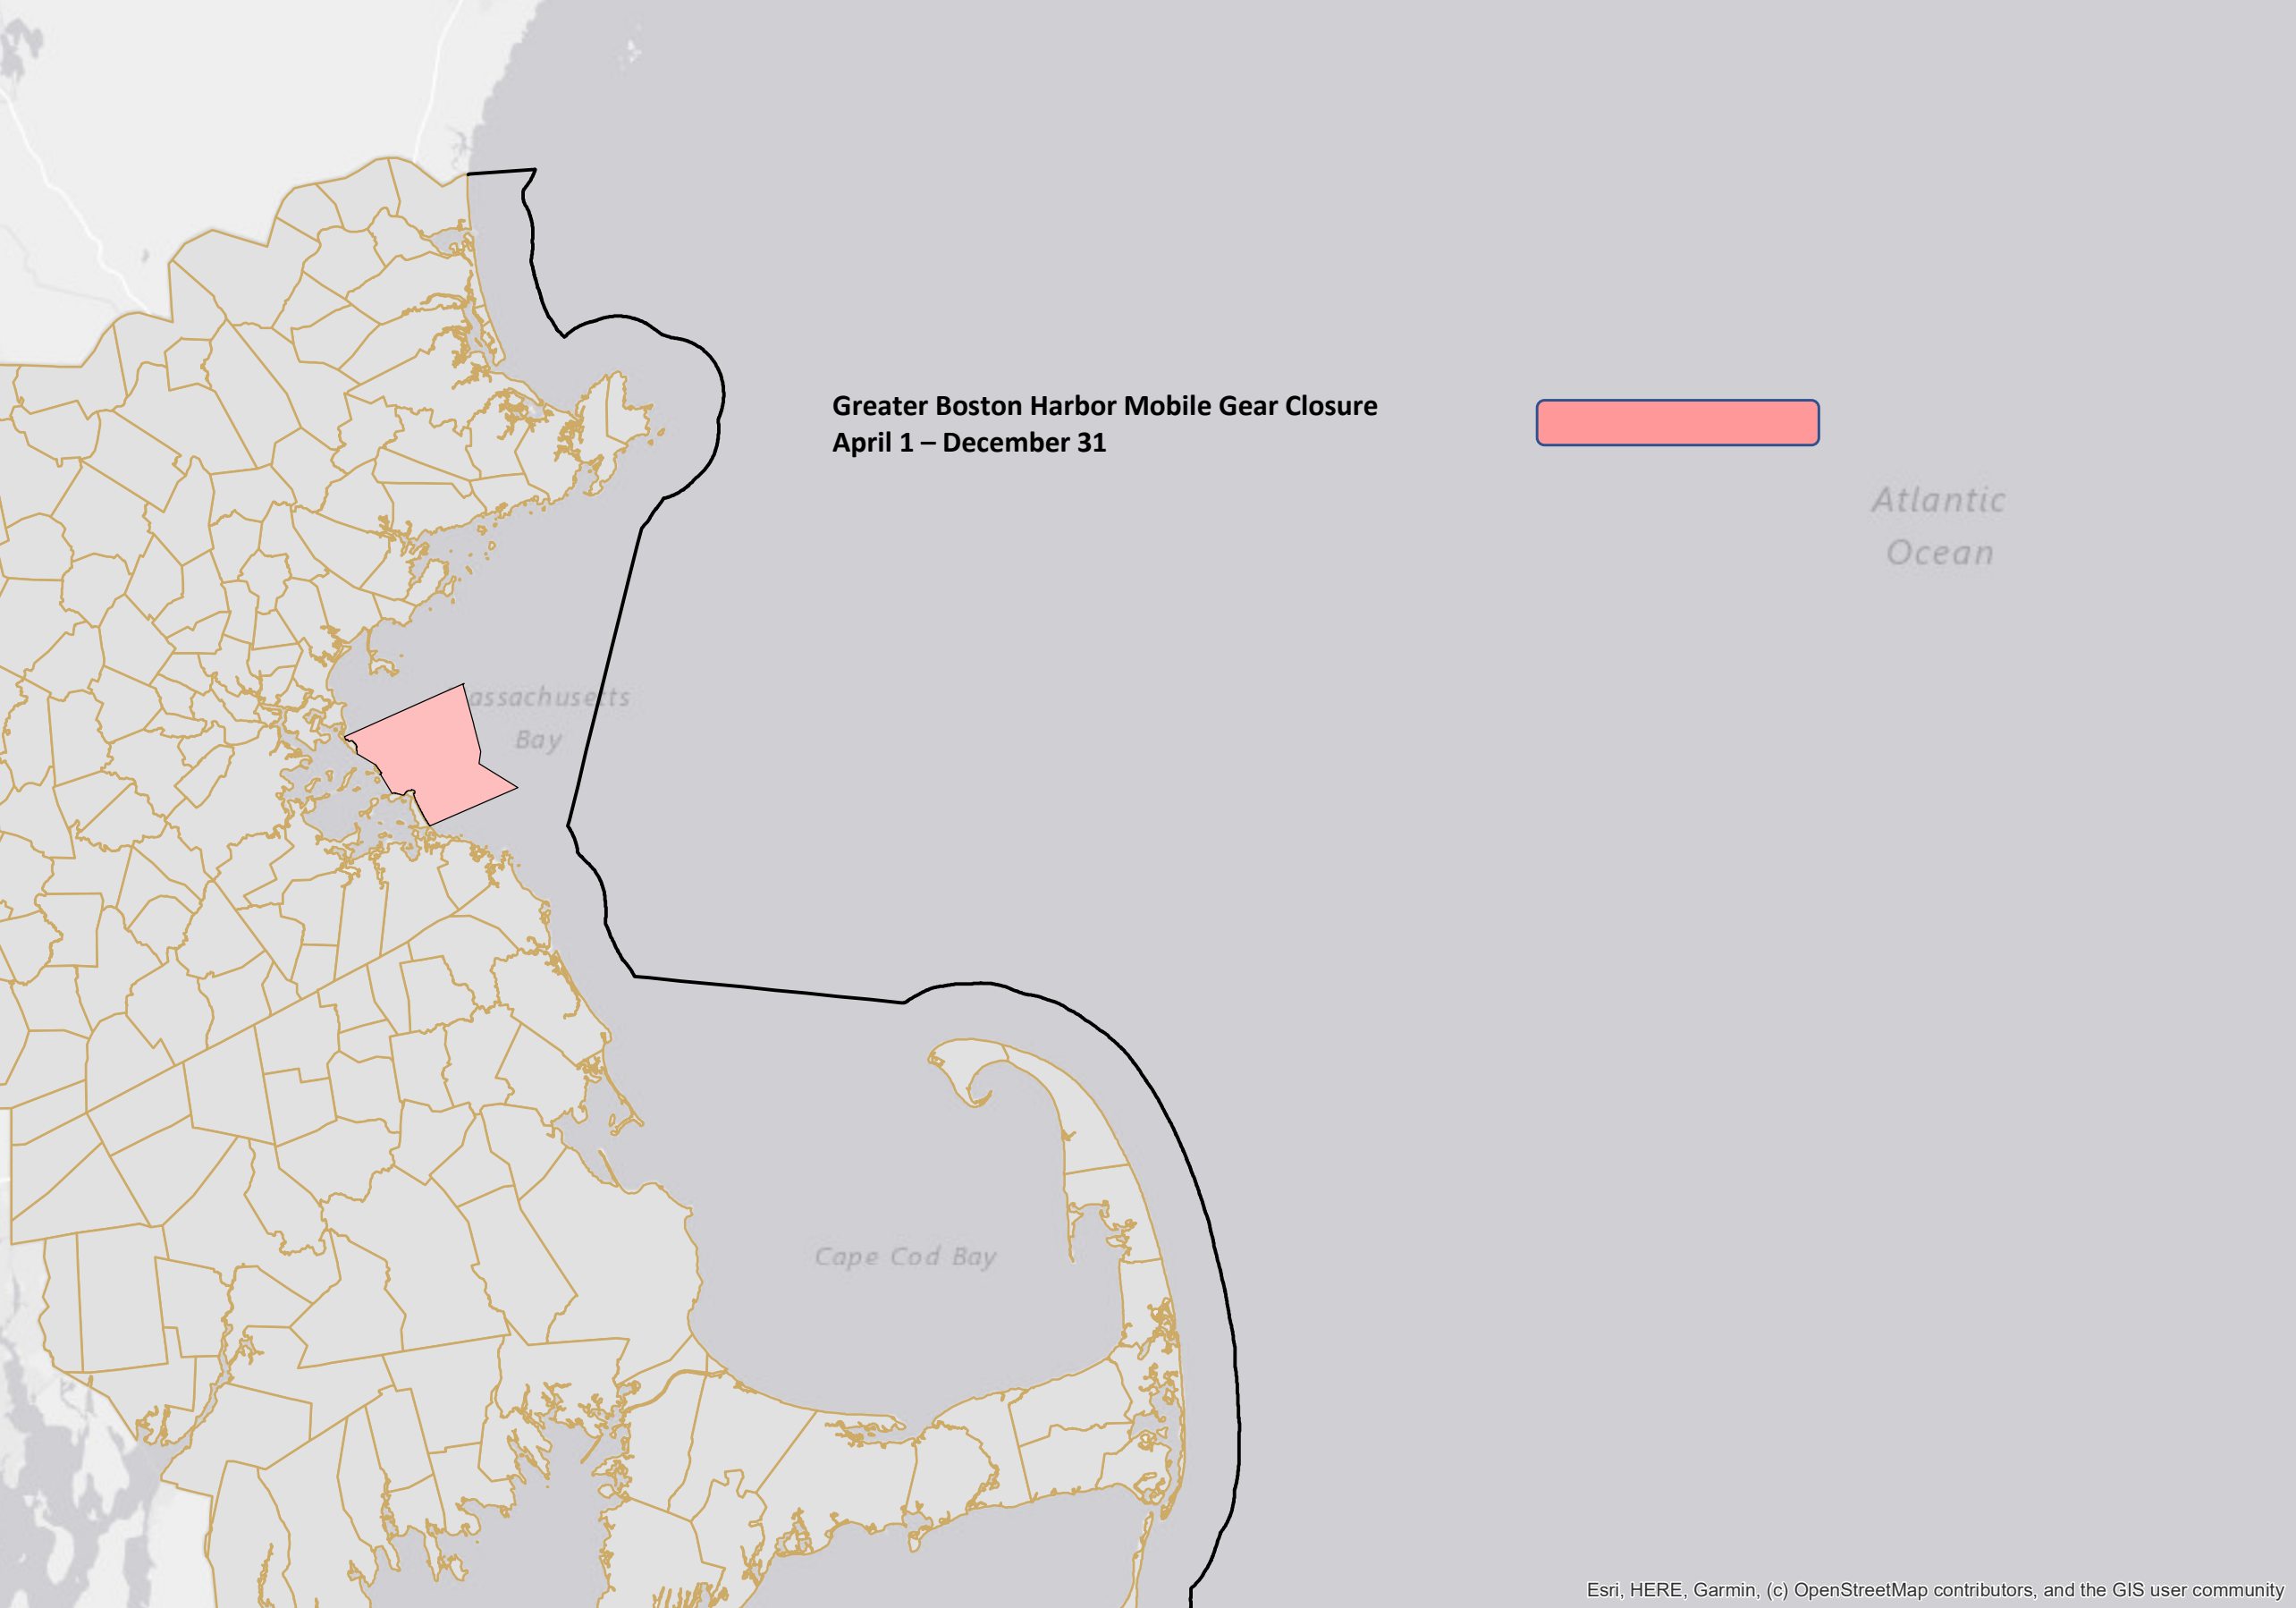 Greater Boston Harbor Mobile Gear Closure
April 1 – December 31
Atlantic
Ocean
assachusetts
Bay
Cape Cod Bay
Esri, HERE, Garmin, (c) OpenStreetMap contributors, and the GIS user community